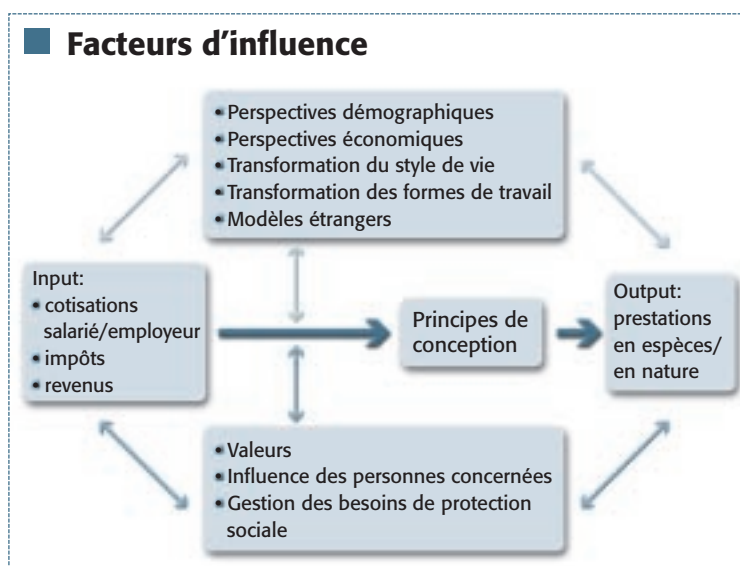 Facteurs d’influence
• Perspectives démographiques
• Perspectives économiques
• Transformation du style de vie
• Transformation des formes de travail
• Modèles étrangers
Input:
• cotisations
salarié/employeur
• impôts
• revenus
Principes de
conception
Output:
prestations
en espèces/
en nature
• Valeurs
• Influence des personnes concernées
• Gestion des besoins de protection
sociale